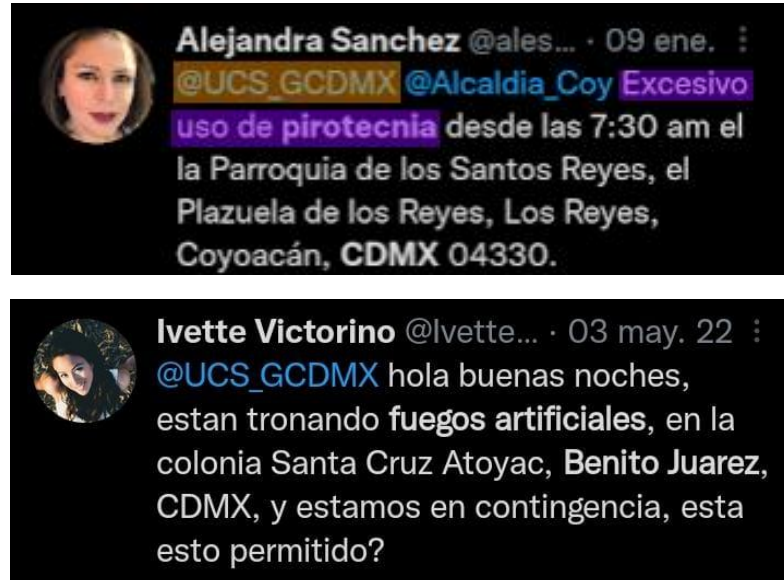 Alejandra Sanchez @ales... · 09 ene.
@UCS_GCDMX @Alcaldia_Coy Excesivo
uso de pirotecnia desde las 7:30 am el
la Parroquia de los Santos Reyes, el
Plazuela de los Reyes, Los Reyes,
Coyoacán, CDMX 04330.
Ivette Victorino @Ivette... · 03 may. 22
@UCS_GCDMX hola buenas noches,
estan tronando fuegos artificiales, en la
colonia Santa Cruz Atoyac, Benito Juarez,
CDMX, y estamos en contingencia, esta
esto permitido?